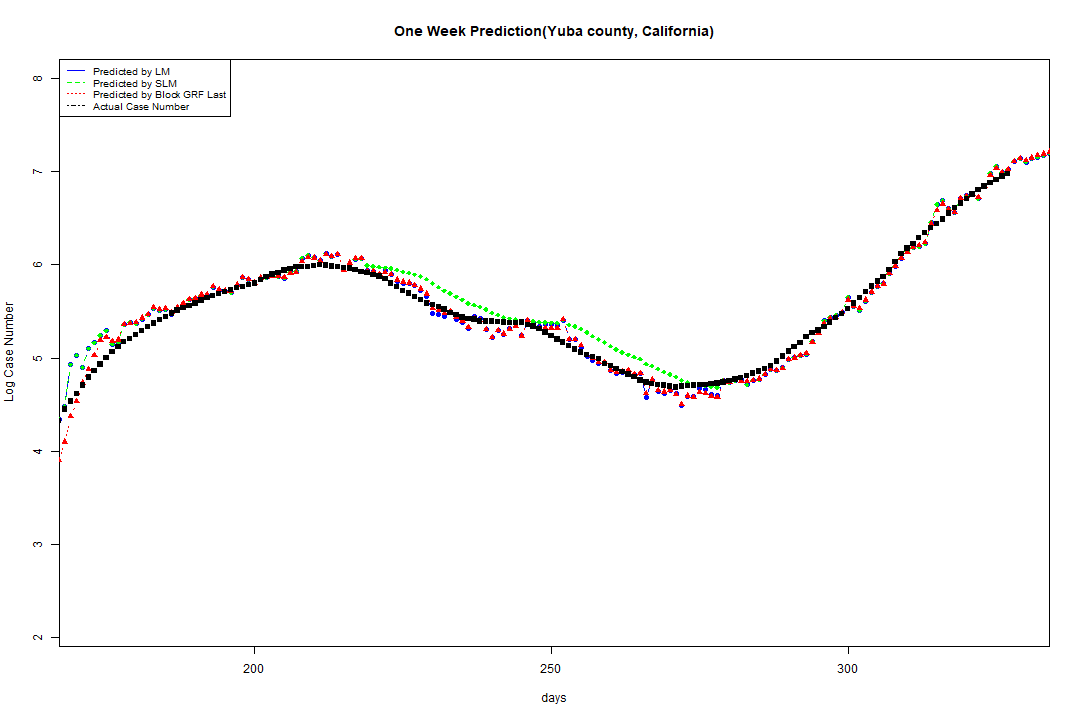 One Week Prediction(Yuba county, California)
Predicted by LM
Predicted by SLM
Predicted by Block GRF Last
Actual Case Number
8
7
6
5
4
3
2
Log Case Number
200
250
300
days